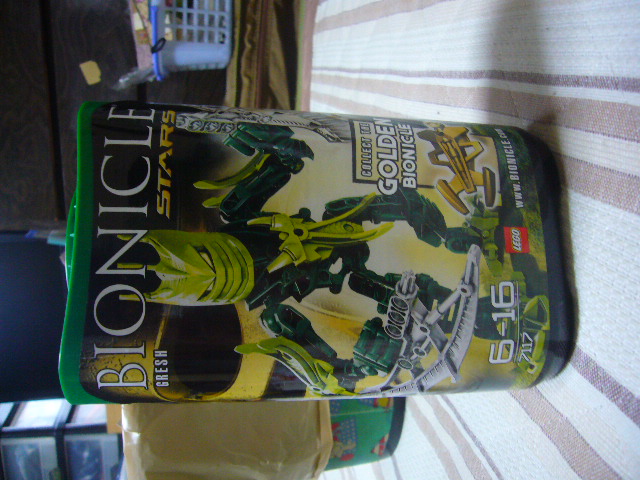 BIONICLE
STARS
GRESH
COLLECT THE
GOLDEN
BIONICLE
www.BIONICLE.com
LEGO
6-16
7117